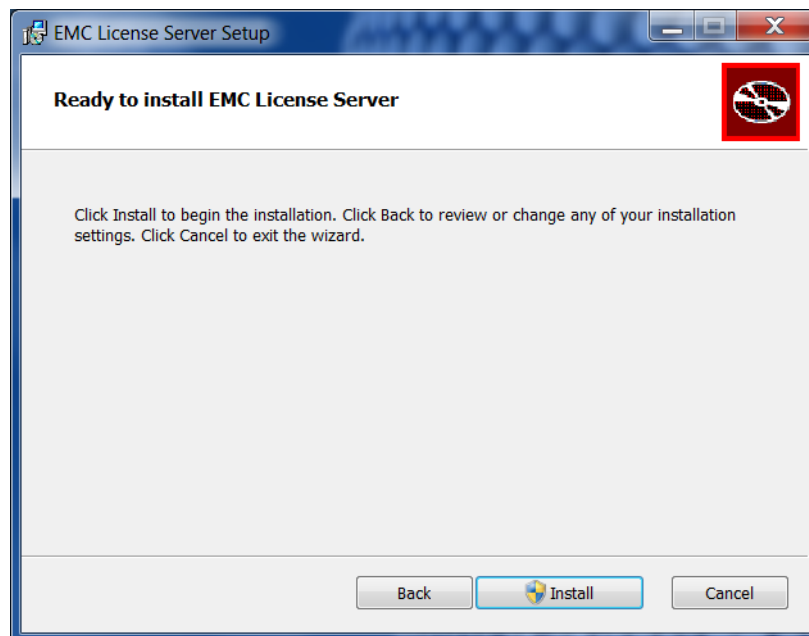 EMC License Server Setup
Ready to install EMC License Server
Click Install to begin the installation. Click Back to review or change any of your installation
settings. Click Cancel to exit the wizard.
Back Install Cancel